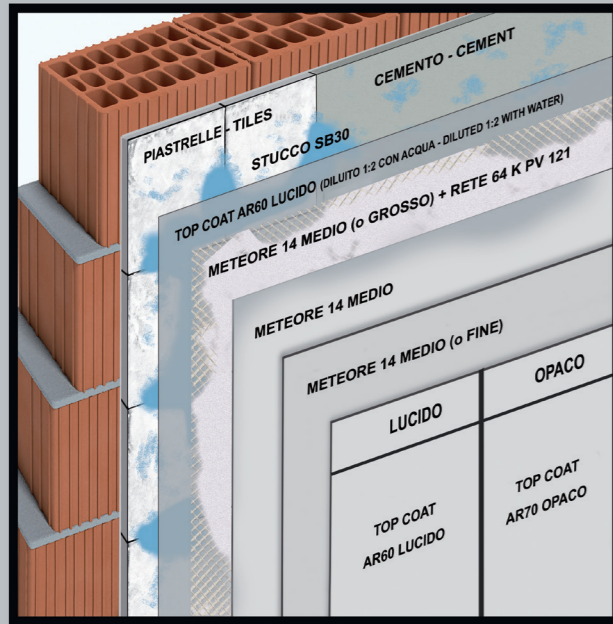 CEMENTO - CEMENT
PIASTRELLE - TILES
STUCCO SB30
TOP COAT AR60 LUCIDO (DILUITO 1:2 CON ACQUA - DILUTED 1:2 WITH WATER)
METEORE 14 MEDIO (o GROSSO) + RETE 64 K PV 121
METEORE 14 MEDIO
METEORE 14 MEDIO (o FINE)
LUCIDO
OPACO
TOP COAT
AR60 LUCIDO
TOP COAT
AR70 OPACO